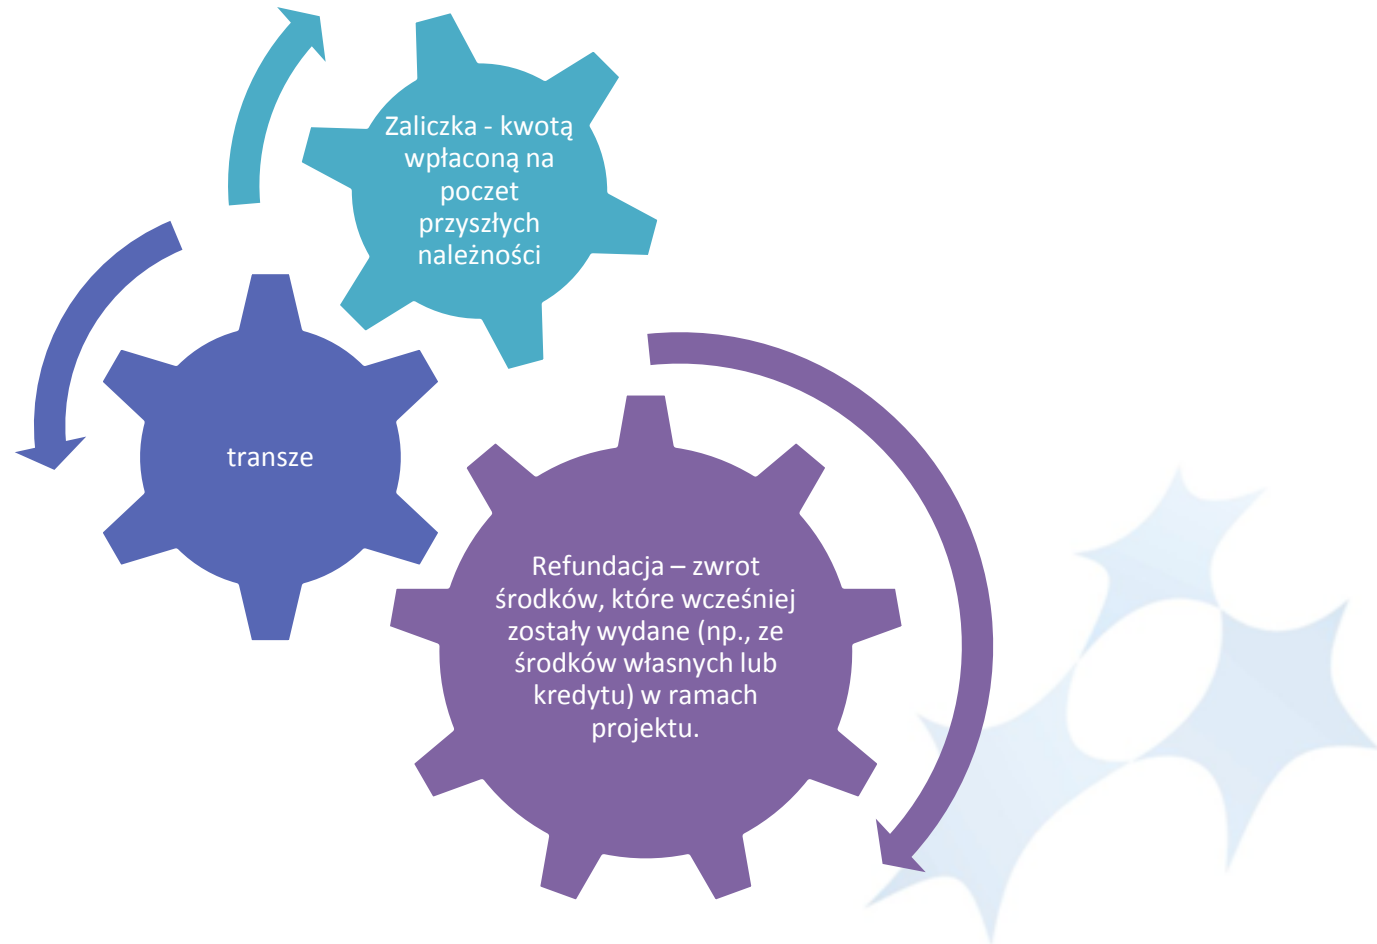 Zaliczka - kwotą
wpłaconą na
poczet
przyszłych
należności
transze
Refundacja – zwrot
środków, które wcześniej
zostały wydane (np., ze
środków własnych lub
kredytu) w ramach
projektu.